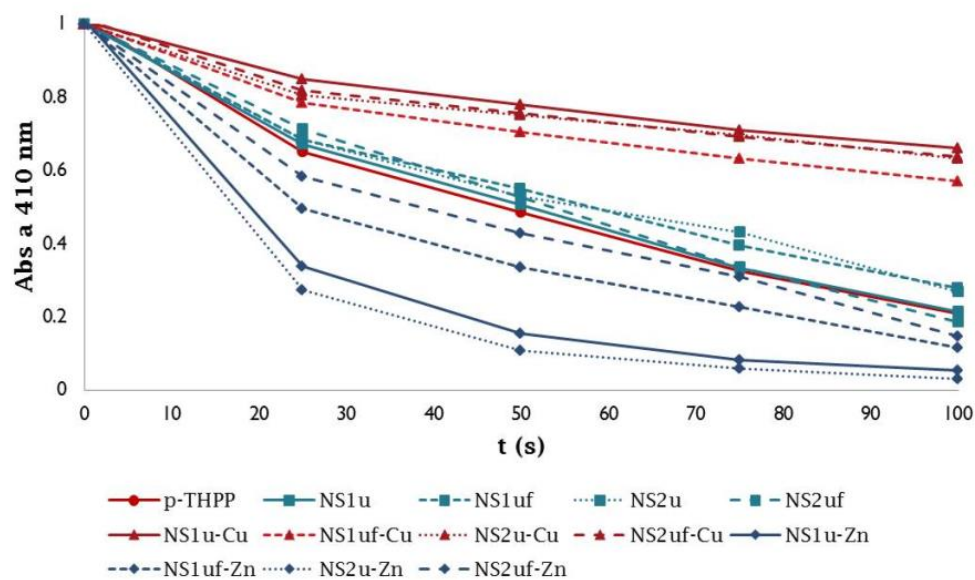 Abs a 410 nm
1
0.8
0.6
0.4
0.2
0
0 10 20 30 40 50 60 70 80 90 100
t (s)
p-THPP NS1u NS1uf NS2u NS2uf
NS1u-Cu NS1uf-Cu NS2u-Cu NS2uf-Cu NS1u-Zn
NS1uf-Zn NS2u-Zn NS2uf-Zn